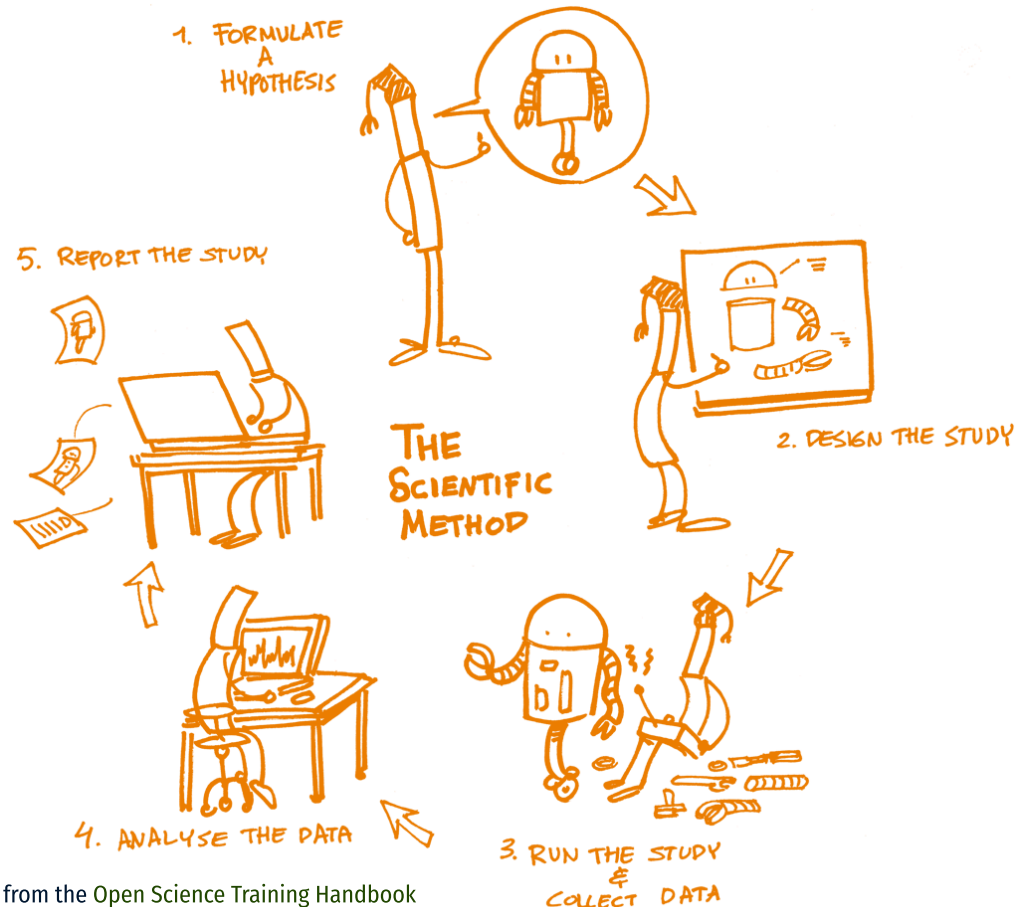 1. FORMULATE
A
HYPOTHESIS
5. REPORT THE STUDY
THE
SCIENTIFIC
METHOD
2. DESIGN THE STUDY
4. ANALYSE THE DATA
3. RUN THE STUDY
&
COLLECT DATA
from the Open Science Training Handbook